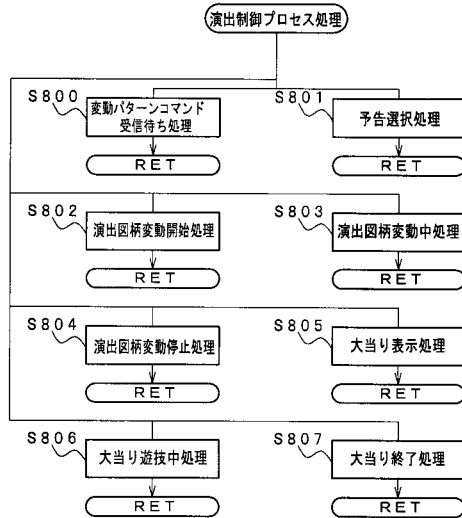 演出制御プロセス処理
S800
変動パターンコマンド
受信待ち処理
RET
S801
予告選択処理
RET
S802
演出図柄変動開始処理
RET
S803
演出図柄変動中処理
RET
S804
演出図柄変動停止処理
RET
S805
大当り表示処理
RET
S806
大当り遊技中処理
RET
S807
大当り終了処理
RET